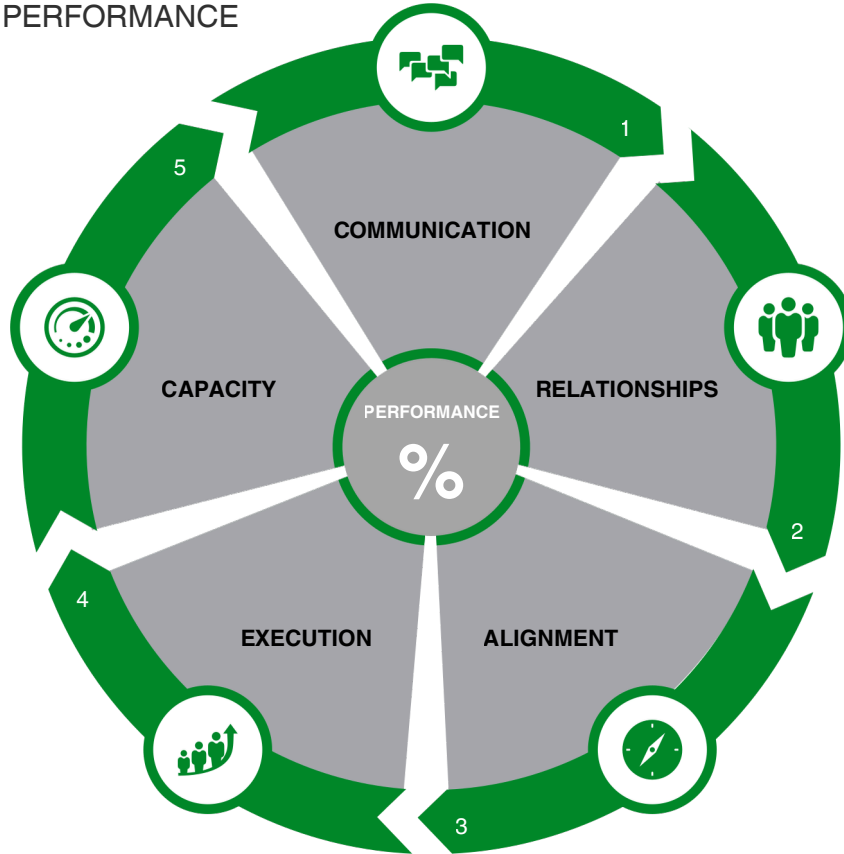 PERFORMANCE
1
5
COMMUNICATION
CAPACITY
RELATIONSHIPS
PERFORMANCE
%
2
4
EXECUTION
ALIGNMENT
3